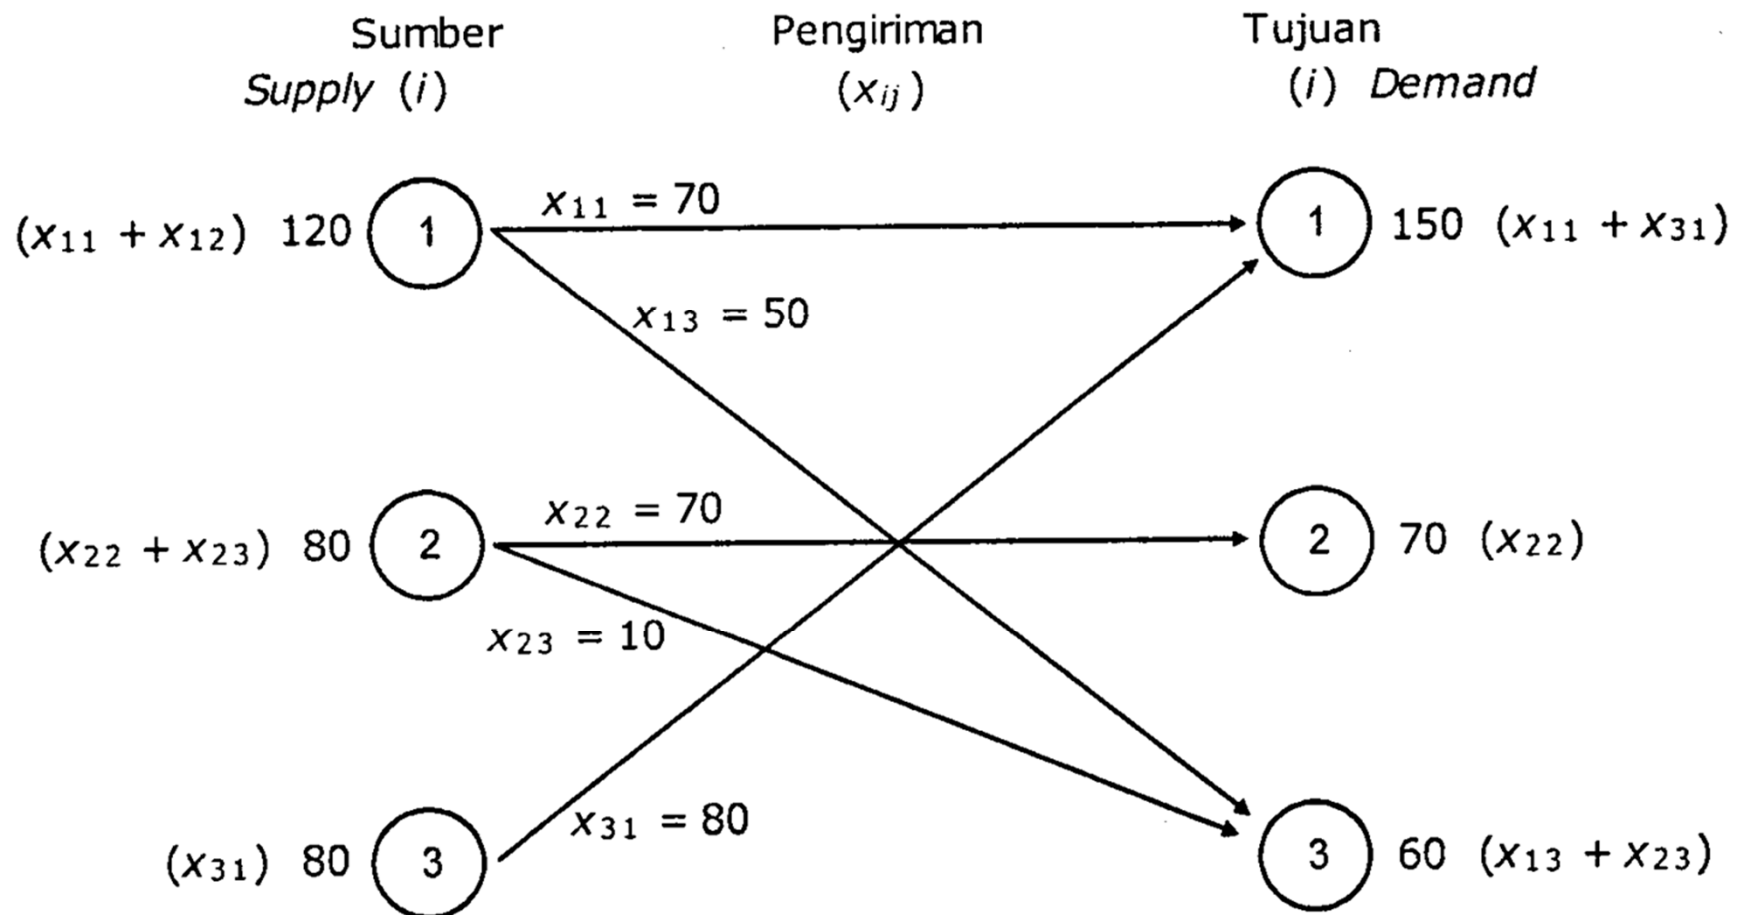 Sumber Pengiriman Tujuan
Supply (i) (xij) (i) Demand
(x11 + x12) 120 1 x11 = 70 1 150 (x11 + x31)
x13 = 50
(x22 + x23) 80 2 x22 = 70 2 70 (x22)
x23 = 10
(x31) 80 3 x31 = 80 3 60 (x13 + x23)